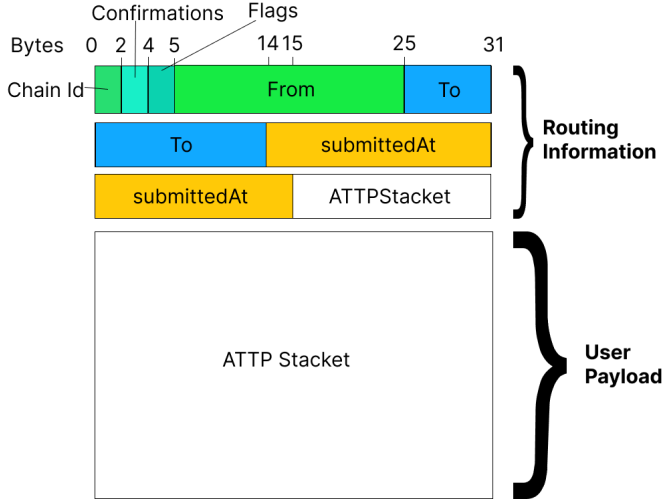 Confirmations
Flags
Bytes 0 2 4 5 14 15 25 31
Chain Id
From
To
To
submittedAt
submittedAt
ATTPStacket
Routing
Information
ATTP Stacket
User
Payload